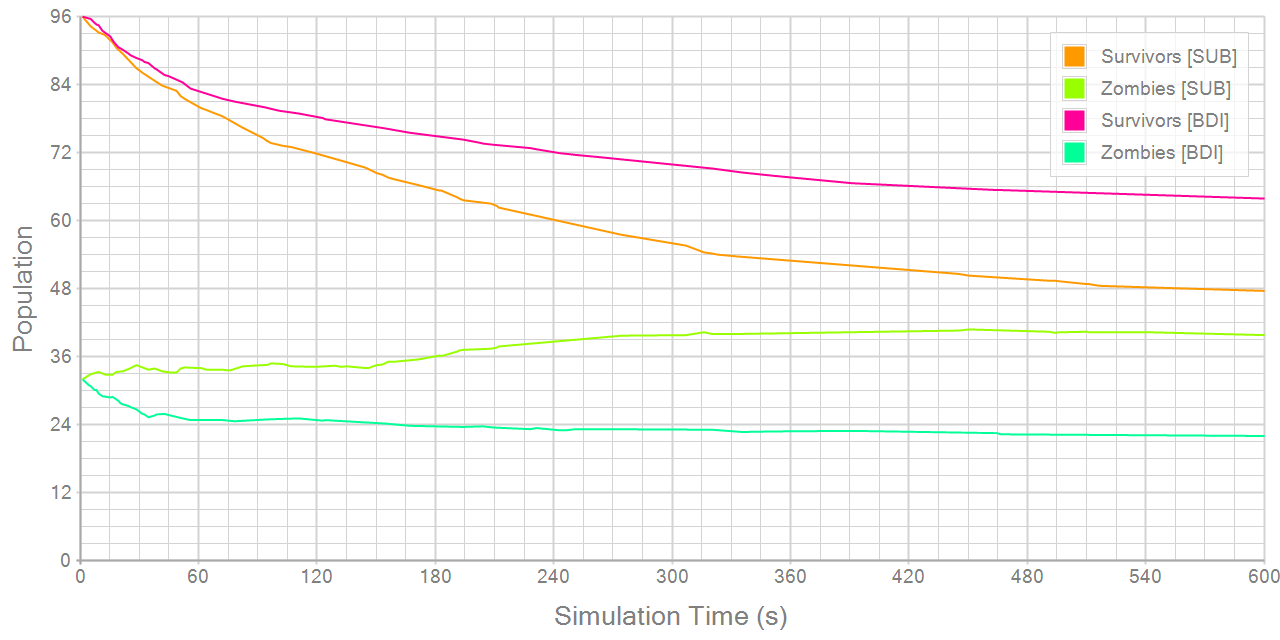 96
84
72
60
48
36
24
12
0
Population
Survivors [SUB]
Zombies [SUB]
Survivors [BDI]
Zombies [BDI]
0 60 120 180 240 300 360 420 480 540 600
Simulation Time (s)